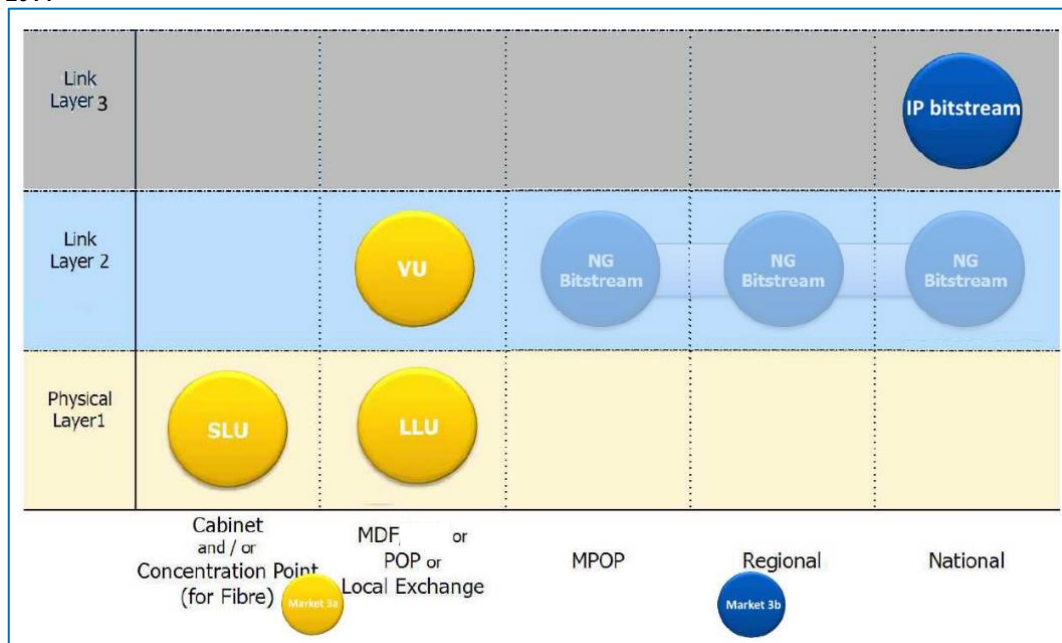 Link
Layer 3
IP bitstream
Link
Layer 2
VU
NG
Bitstream
NG
Bitstream
NG
Bitstream
Physical
Layer1
SLU
LLU
Cabinet
and / or
Concentration Point
(for Fibre)
MDF, or
POP or
Local Exchange
MPOP
Regional
National
Market 3a
Market 3b